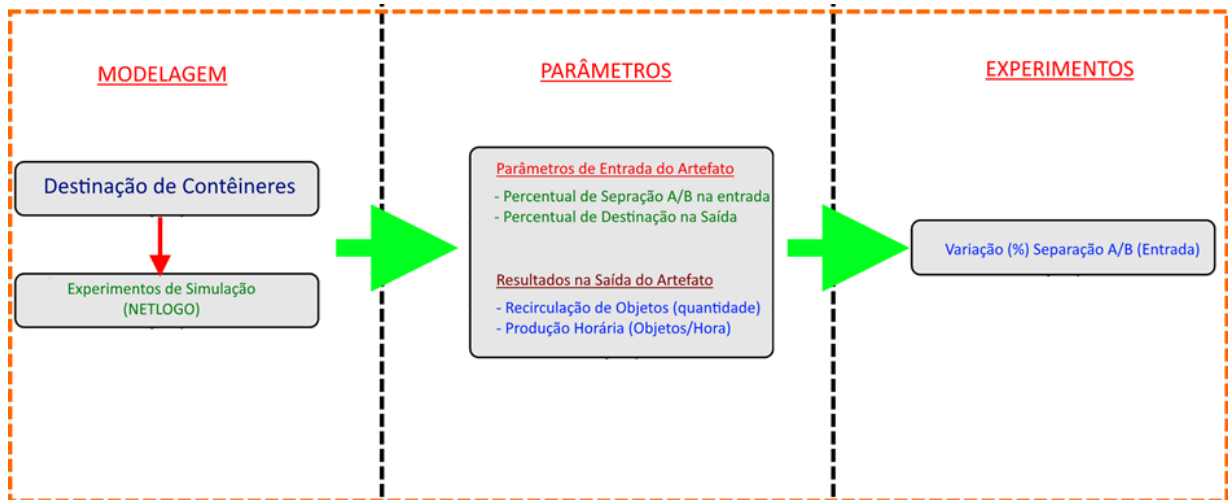 MODELAGEM
Destinação de Contêineres
Experimentos de Simulação
(NETLOGO)
PARÂMETROS
Parâmetros de Entrada do Artefato
- Percentual de Sepração A/B na entrada
- Percentual de Destinação na Saída
Resultados na Saída do Artefato
- Recirculação de Objetos (quantidade)
- Produção Horária (Objetos/Hora)
EXPERIMENTOS
Variação (%) Separação A/B (Entrada)